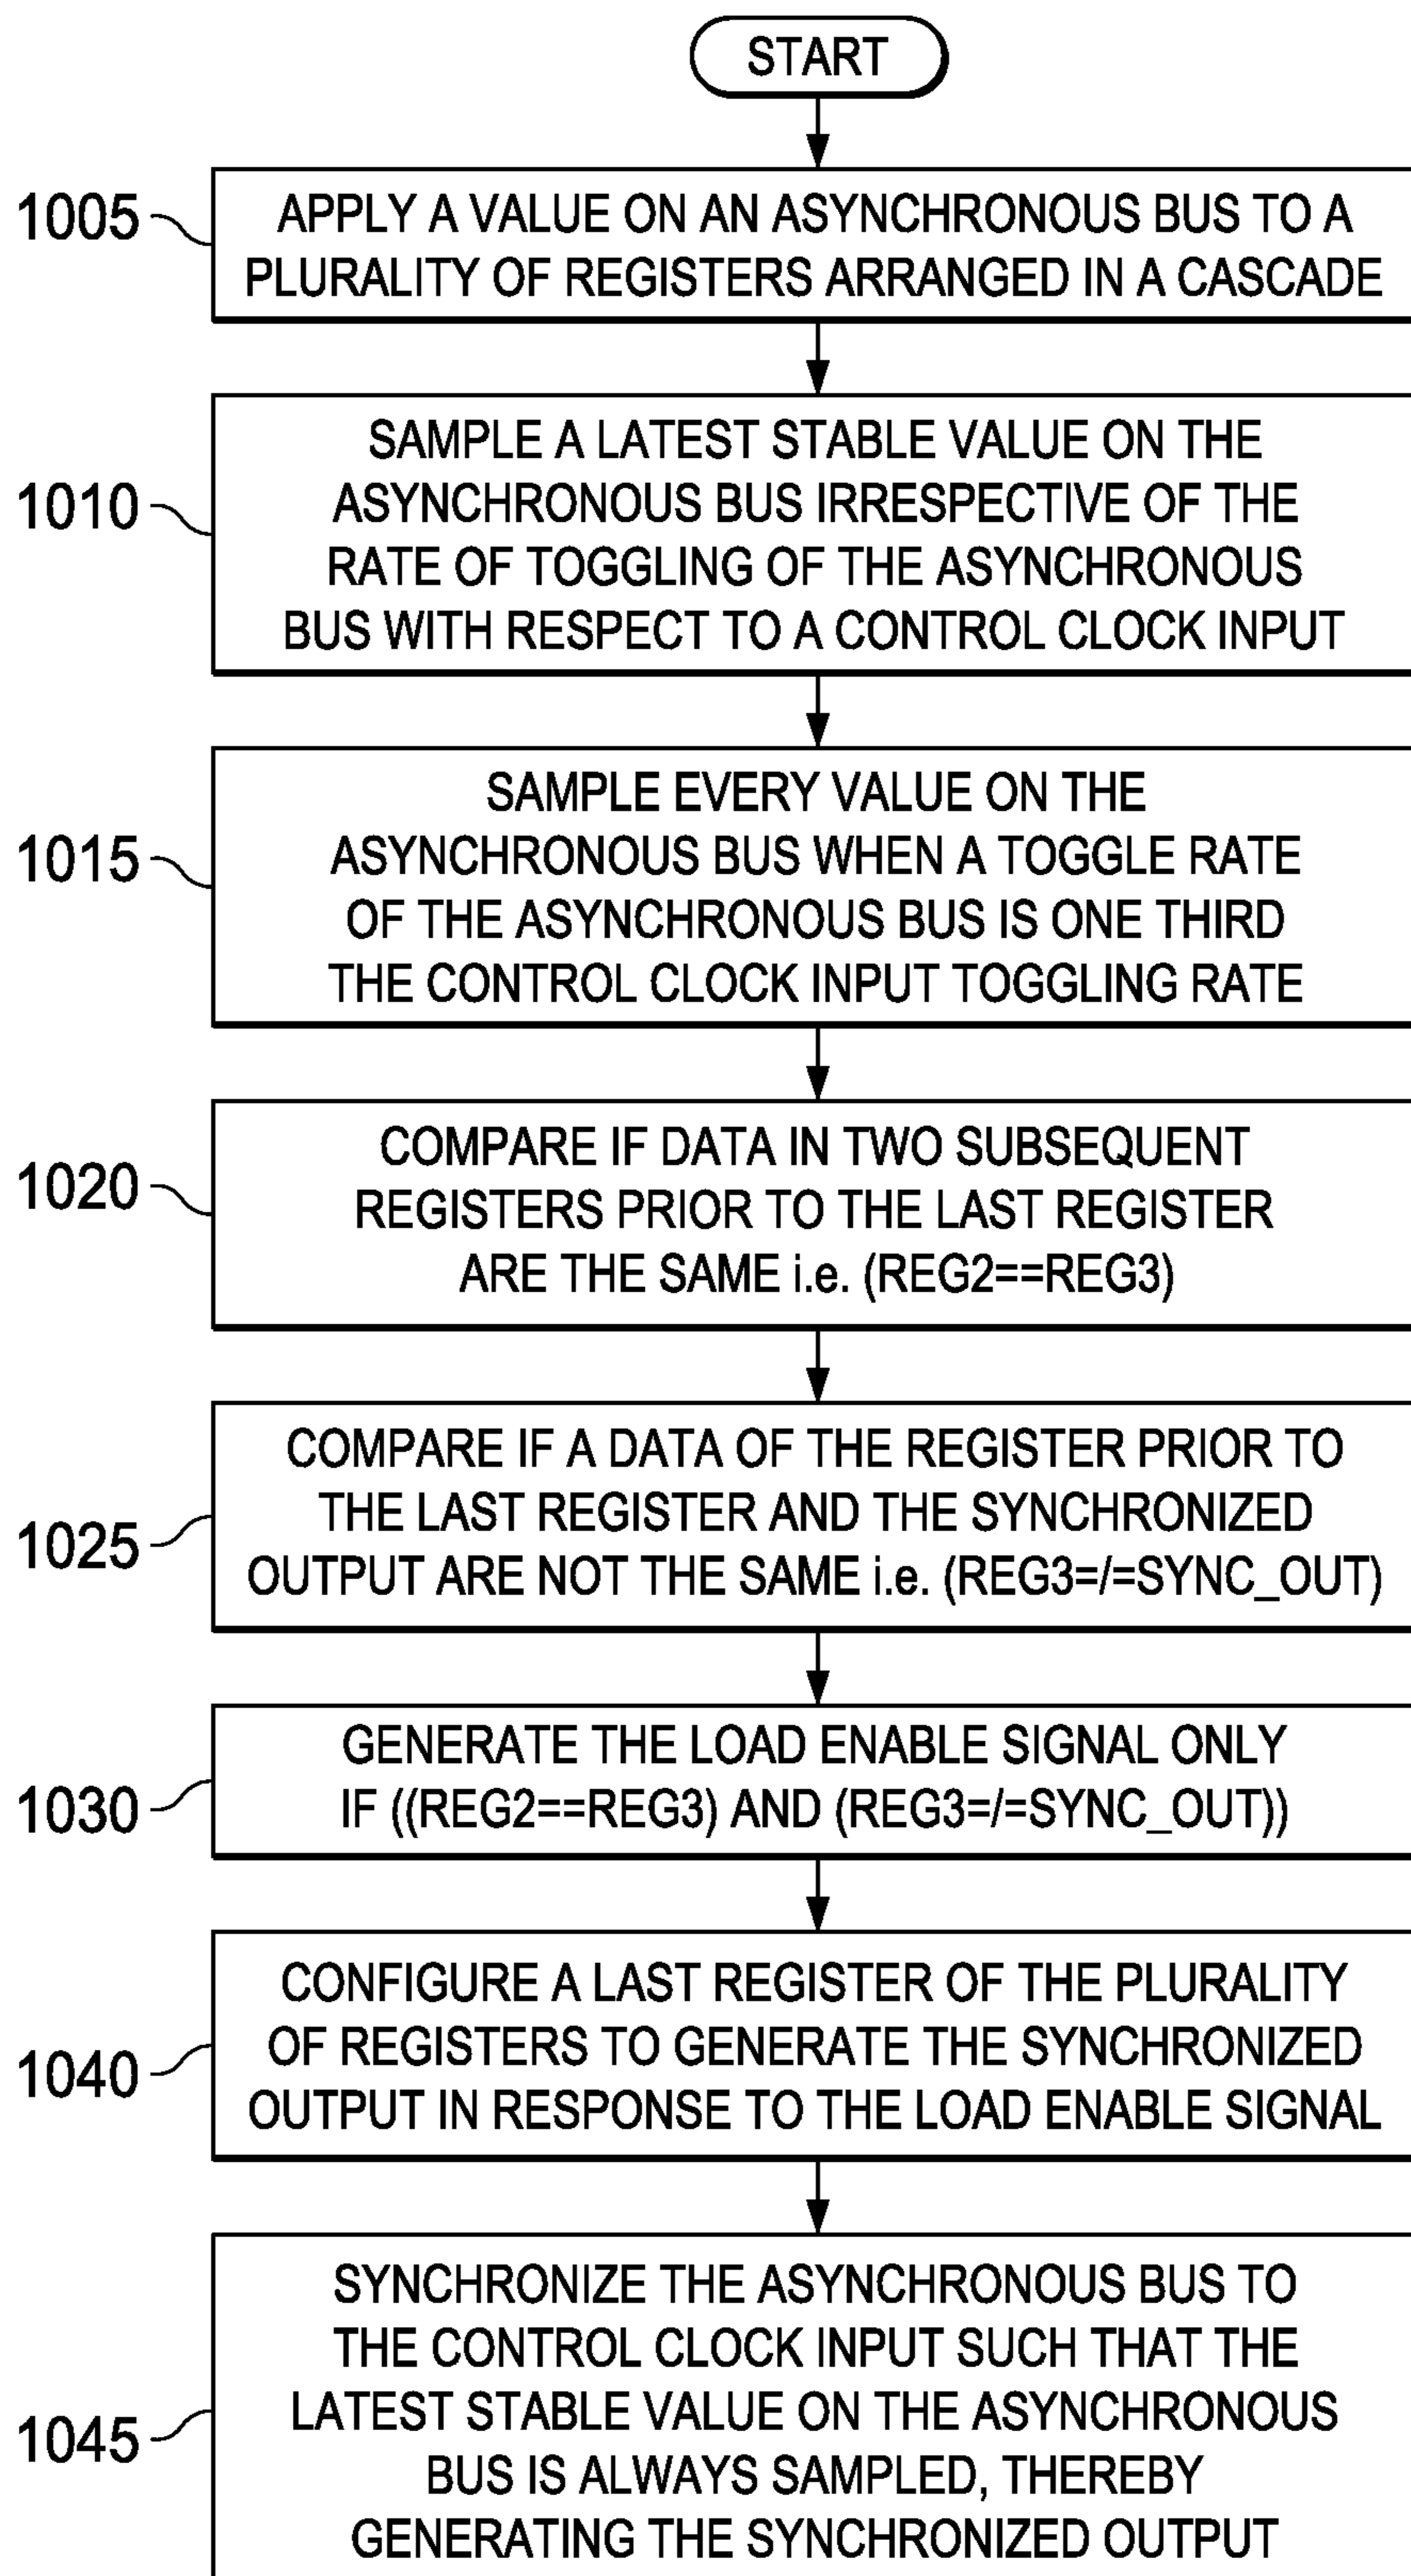 START
1005
APPLY A VALUE ON AN ASYNCHRONOUS BUS TO A
PLURALITY OF REGISTERS ARRANGED IN A CASCADE
1010
SAMPLE A LATEST STABLE VALUE ON THE
ASYNCHRONOUS BUS IRRESPECTIVE OF THE
RATE OF TOGGLING OF THE ASYNCHRONOUS
BUS WITH RESPECT TO A CONTROL CLOCK INPUT
1015
SAMPLE EVERY VALUE ON THE
ASYNCHRONOUS BUS WHEN A TOGGLE RATE
OF THE ASYNCHRONOUS BUS IS ONE THIRD
THE CONTROL CLOCK INPUT TOGGLING RATE
1020
COMPARE IF DATA IN TWO SUBSEQUENT
REGISTERS PRIOR TO THE LAST REGISTER
ARE THE SAME i.e. (REG2==REG3)
1025
COMPARE IF A DATA OF THE REGISTER PRIOR TO
THE LAST REGISTER AND THE SYNCHRONIZED
OUTPUT ARE NOT THE SAME i.e. (REG3=/=SYNC_OUT)
1030
GENERATE THE LOAD ENABLE SIGNAL ONLY
IF ((REG2==REG3) AND (REG3=/=SYNC_OUT))
1040
CONFIGURE A LAST REGISTER OF THE PLURALITY
OF REGISTERS TO GENERATE THE SYNCHRONIZED
OUTPUT IN RESPONSE TO THE LOAD ENABLE SIGNAL
1045
SYNCHRONIZE THE ASYNCHRONOUS BUS TO
THE CONTROL CLOCK INPUT SUCH THAT THE
LATEST STABLE VALUE ON THE ASYNCHRONOUS
BUS IS ALWAYS SAMPLED, THEREBY
GENERATING THE SYNCHRONIZED OUTPUT